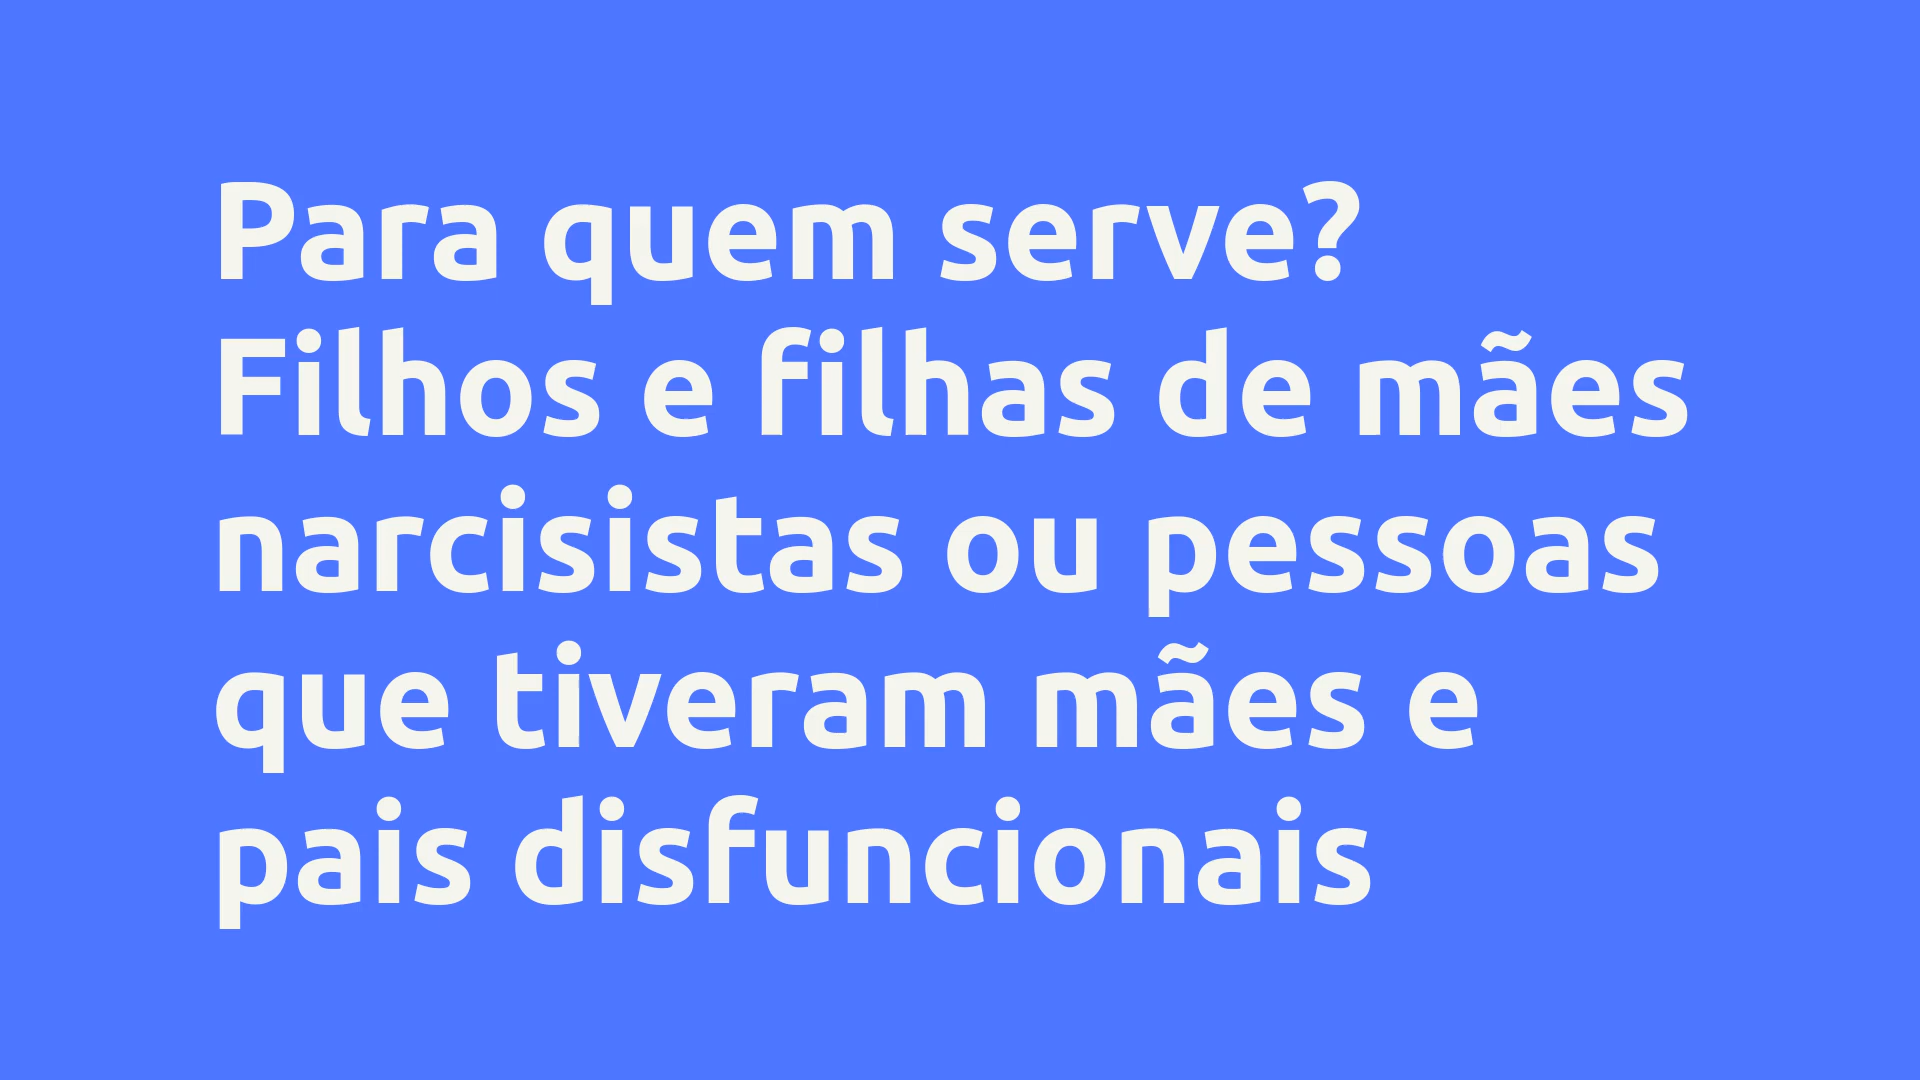 Para quem serve?
Filhos e filhas de mães
narcisistas ou pessoas
que tiveram mães e
pais disfuncionais